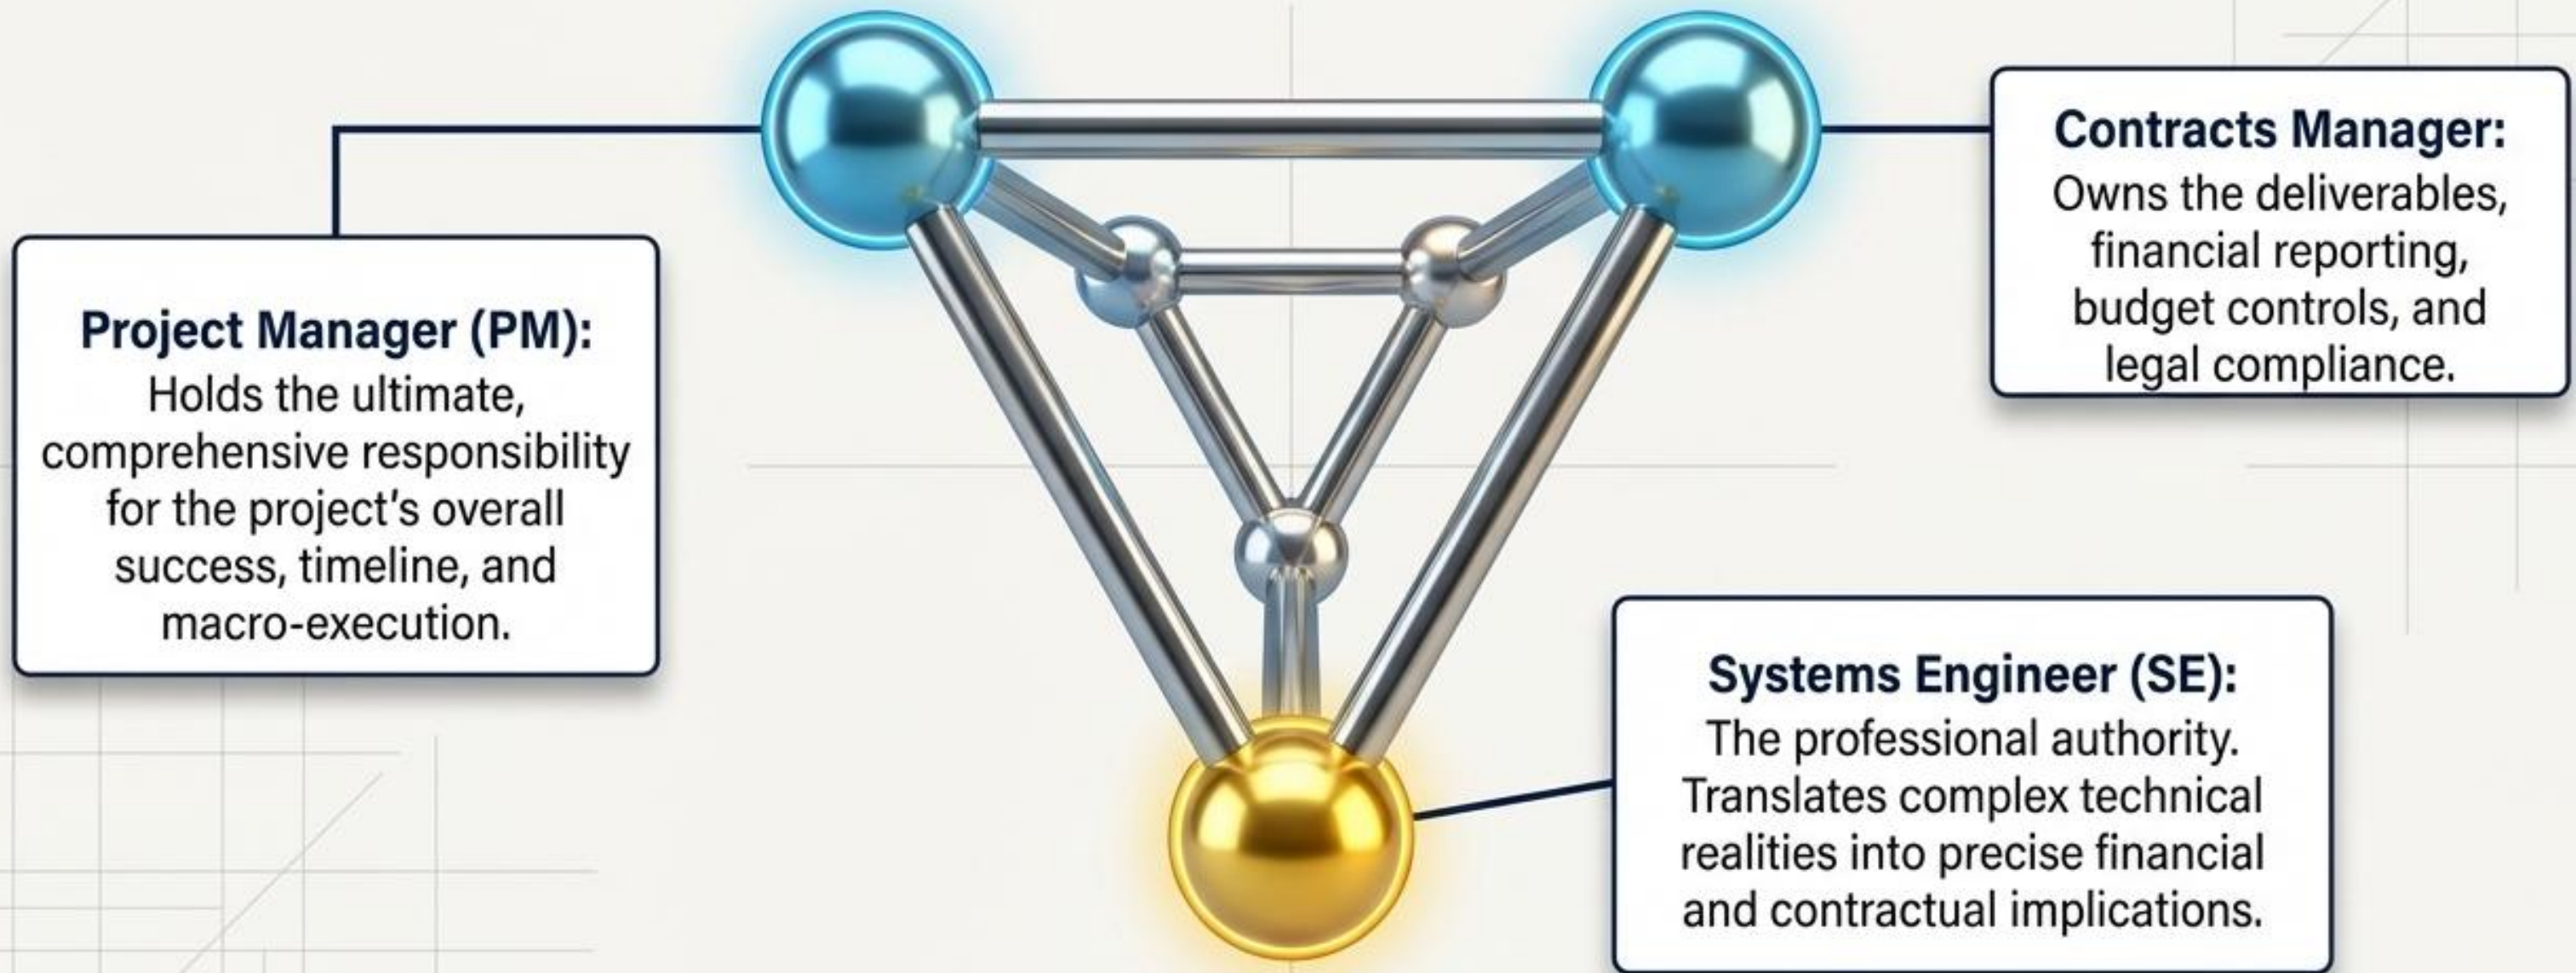 Project Manager (PM):
Holds the ultimate,
comprehensive responsibility
for the project's overall
success, timeline, and
macro-execution.
Contracts Manager:
Owns the deliverables,
financial reporting,
budget controls, and
legal compliance.
Systems Engineer (SE):
The professional authority.
Translates complex technical
realities into precise financial
and contractual implications.